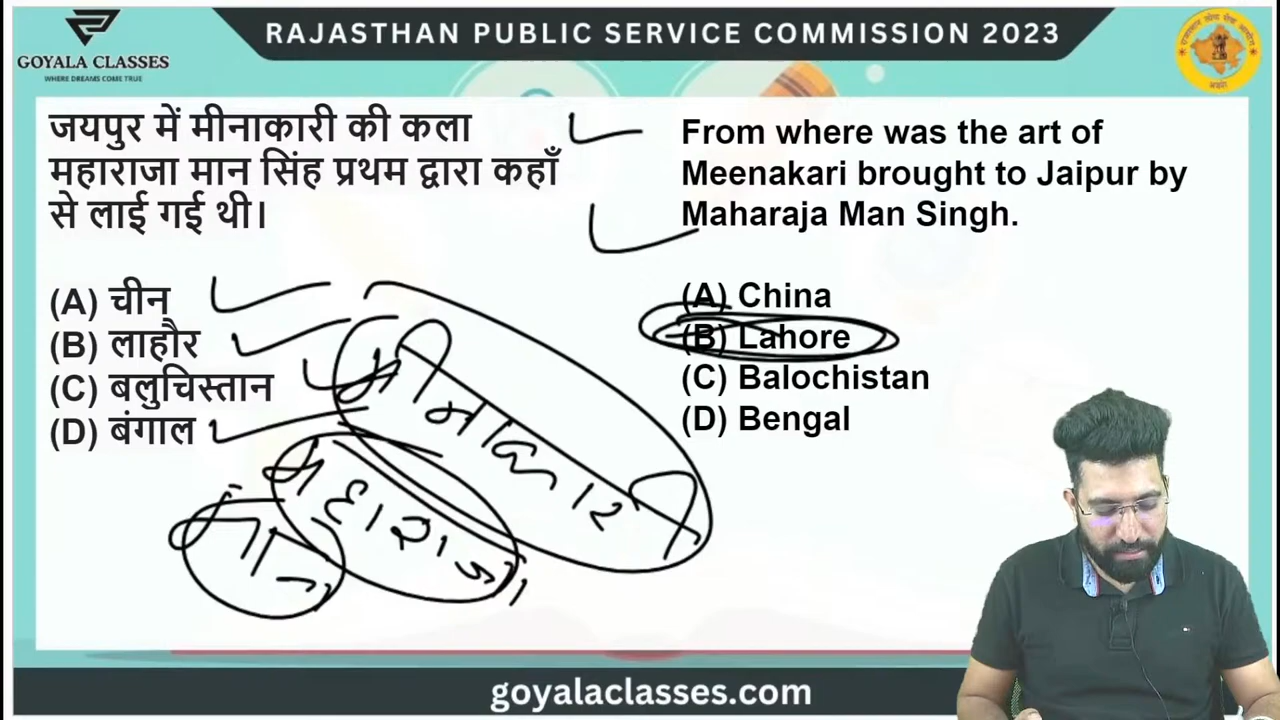 GOYALA CLASSES
WHERE DREAMS COME TRUE
RAJASTHAN PUBLIC SERVICE COMMISSION 2023
जयपुर में मीनाकारी की कला
महाराजा मान सिंह प्रथम द्वारा कहाँ
से लाई गई थी।
(A) चीन
(B) लाहौर
(C) बलुचिस्तान
(D) बंगाल
From where was the art of
Meenakari brought to Jaipur by
Maharaja Man Singh.
(A) China
(B) Lahore
(C) Balochistan
(D) Bengal
मीनाकारी
महाराजा
मान
goyalaclasses.com